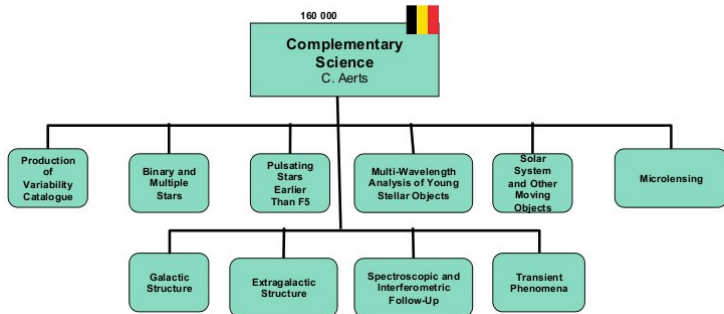 160 000
Complementary
Science
C. Aerts
Production
of
Variability
Catalogue
Binary and
Multiple
Stars
Pulsating
Stars
Earlier
Than F5
Multi-Wavelength
Analysis of Young
Stellar Objects
Solar
System
and Other
Moving
Objects
Microlensing
Galactic
Structure
Extragalactic
Structure
Spectroscopic and
Interferometric
Follow-Up
Transient
Phenomena